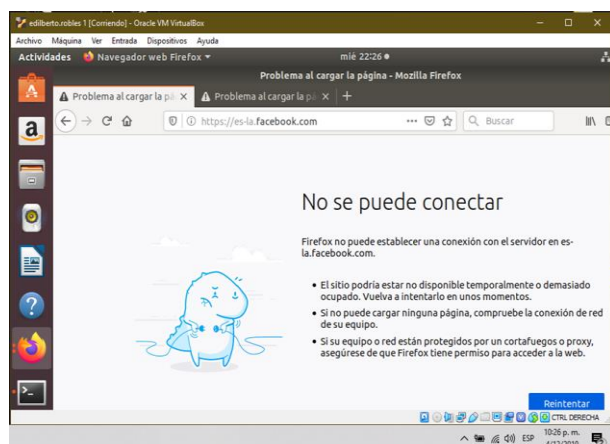 edilberto.robles 1 [Corriendo] - Oracle VM VirtualBox
Archivo Máquina Ver Entrada Dispositivos Ayuda
Actividades Navegador web Firefox mié 22:26
Problema al cargar la página - Mozilla Firefox
Problema al cargar la pá Problema al cargar la pá
https://es-la.facebook.com Buscar
No se puede conectar
Firefox no puede establecer una conexión con el servidor en es-
la.facebook.com.
El sitio podría estar no disponible temporalmente o demasiado
ocupado. Vuelva a intentarlo en unos momentos.
Si no puede cargar ninguna página, compruebe la conexión de red
de su equipo.
Si su equipo o red están protegidos por un cortafuegos o proxy,
asegúrese de que Firefox tiene permiso para acceder a la web.
Reintentar
CTRL DERECHA
ESP 10:26 p. m.
4/12/2019